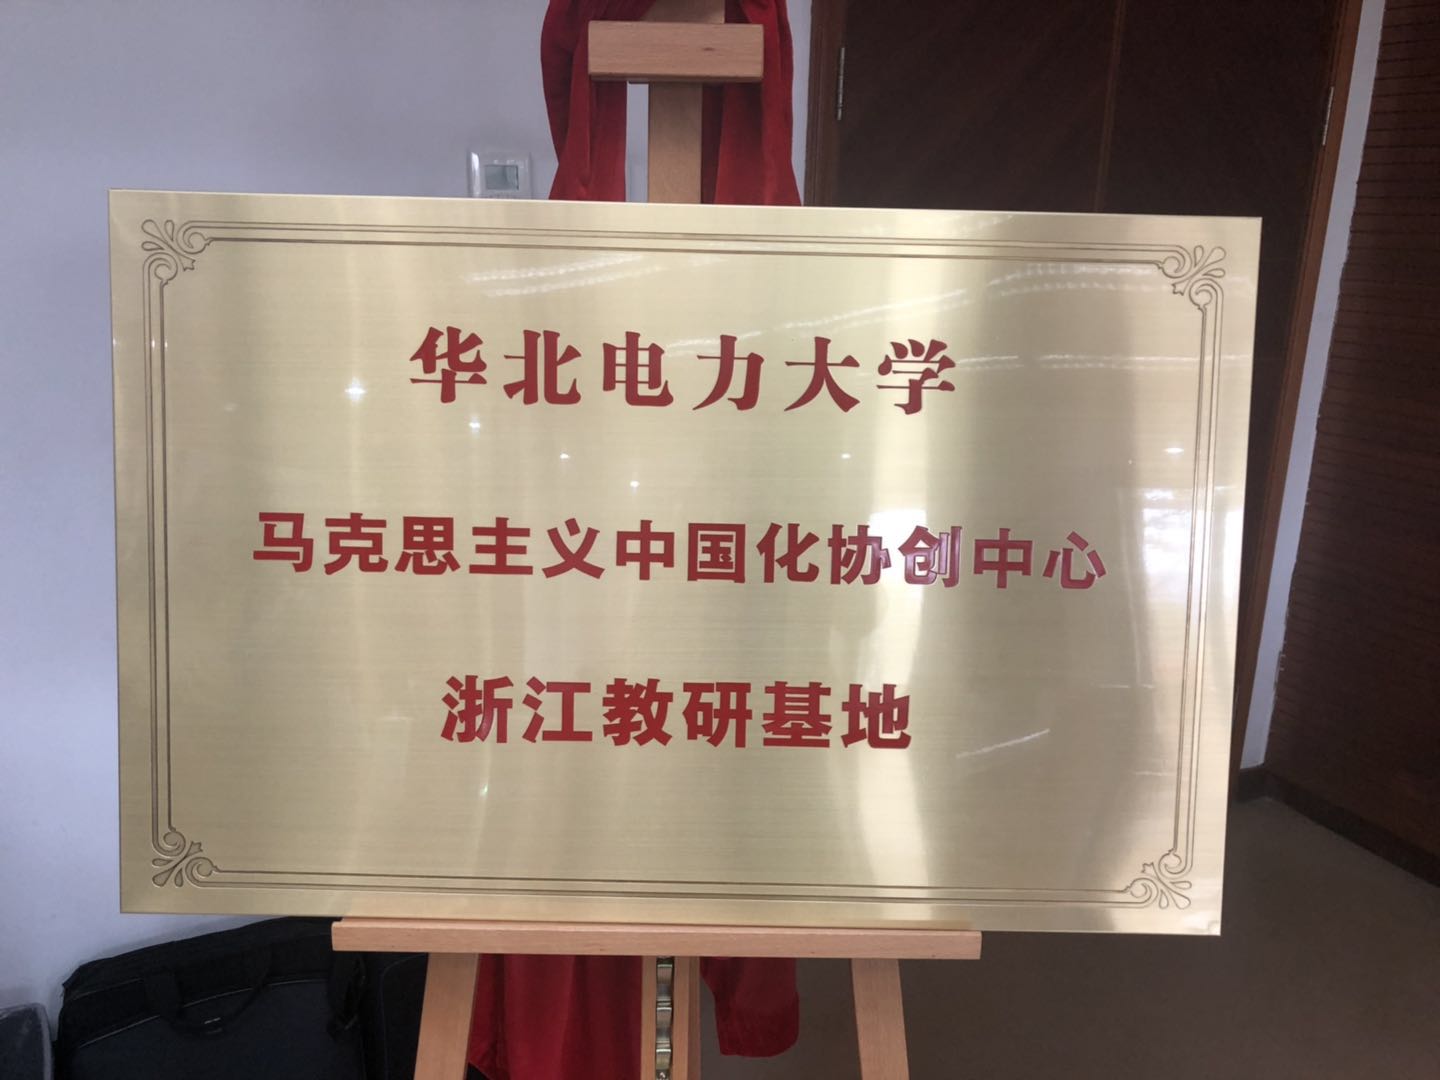 华北电力大学
马克思主义中国化协创中心
浙江教研基地